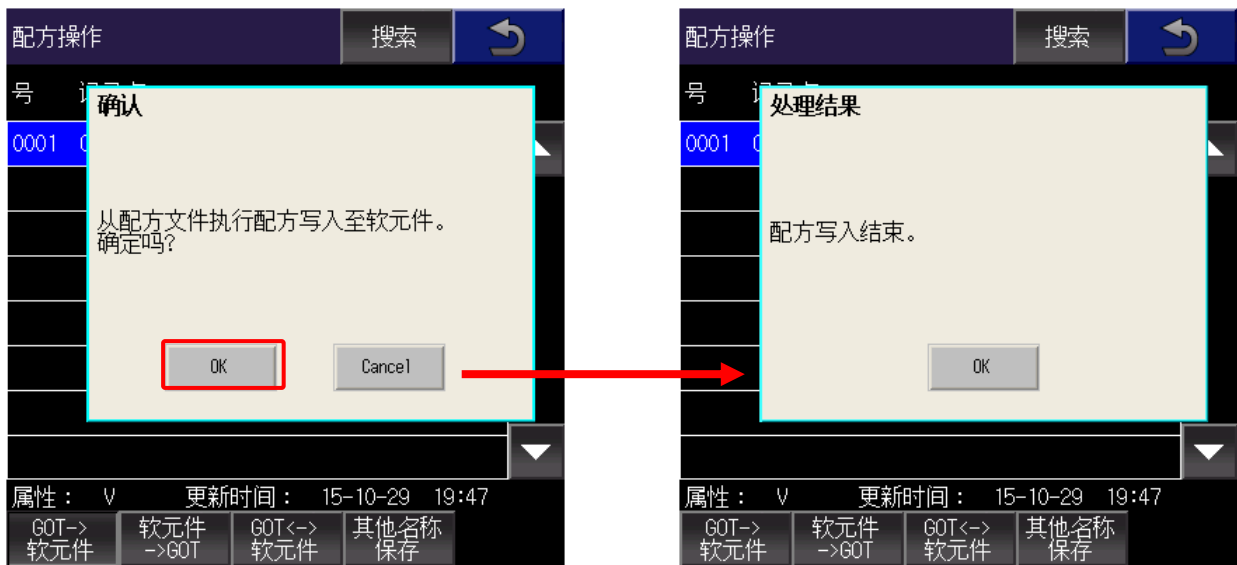 配方操作 搜索
号
确认
0001
从配方文件执行配方写入至软元件。
确定吗?
OK Cancel
属性： V 更新时间： 15-10-29 19:47
GOT->
软元件
软元件
->GOT
GOT<->
软元件
其他名称
保存
配方操作 搜索
号
处理结果
0001
配方写入结束。
OK
属性： V 更新时间： 15-10-29 19:47
GOT->
软元件
软元件
->GOT
GOT<->
软元件
其他名称
保存